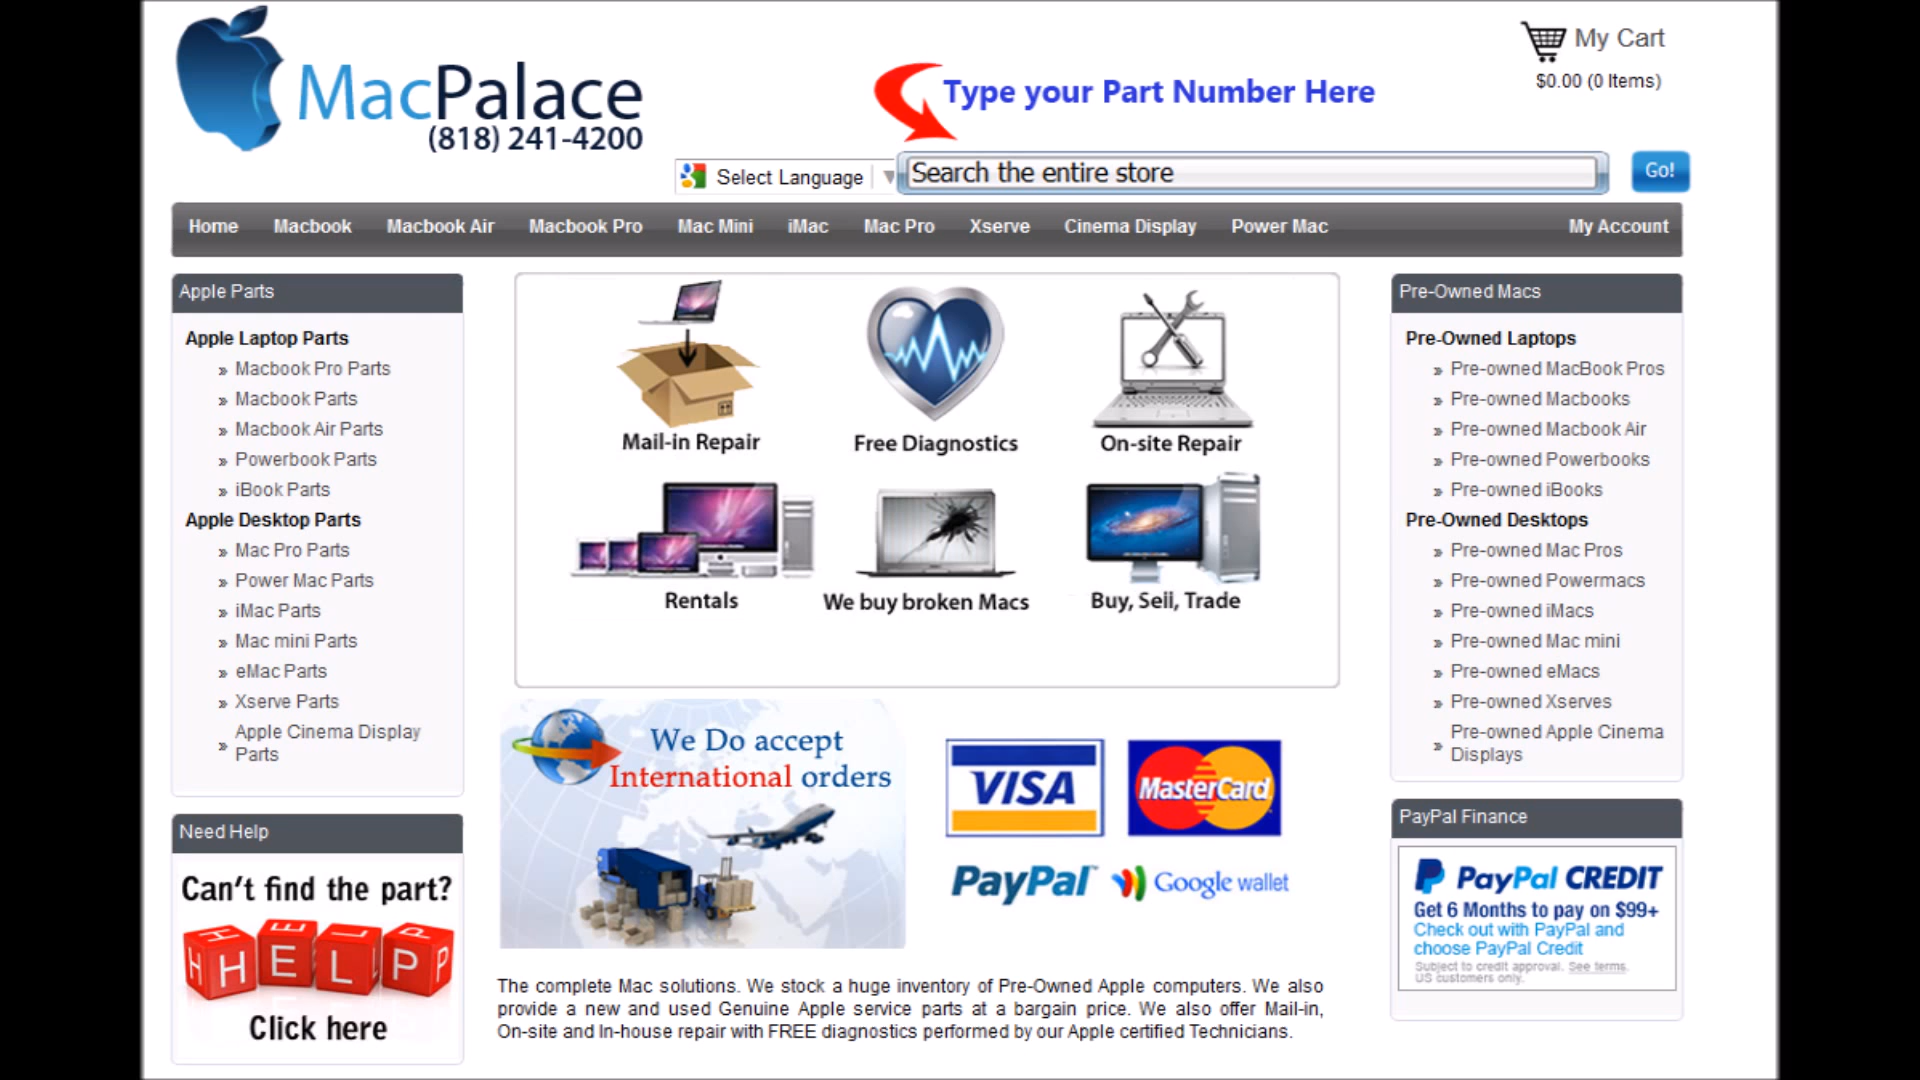 MacPalace
(818) 241-4200
Type your Part Number Here
My Cart
$0.00 (0 Items)
Select Language
Search the entire store
Go!
Home Macbook Macbook Air Macbook Pro Mac Mini iMac Mac Pro Xserve Cinema Display Power Mac My Account
Apple Parts
Apple Laptop Parts
» Macbook Pro Parts
» Macbook Parts
» Macbook Air Parts
» Powerbook Parts
» iBook Parts
Apple Desktop Parts
» Mac Pro Parts
» Power Mac Parts
» iMac Parts
» Mac mini Parts
» eMac Parts
» Xserve Parts
» Apple Cinema Display
Parts
Need Help
Can't find the part?
HELP
Click here
Mail-in Repair
Free Diagnostics
On-site Repair
Rentals
We buy broken Macs
Buy, Sell, Trade
We Do accept
International orders
VISA
MasterCard
PayPal
Google wallet
The complete Mac solutions. We stock a huge inventory of Pre-Owned Apple computers. We also
provide a new and used Genuine Apple service parts at a bargain price. We also offer Mail-in,
On-site and In-house repair with FREE diagnostics performed by our Apple certified Technicians.
Pre-Owned Macs
Pre-Owned Laptops
» Pre-owned MacBook Pros
» Pre-owned Macbooks
» Pre-owned Macbook Air
» Pre-owned Powerbooks
» Pre-owned iBooks
Pre-Owned Desktops
» Pre-owned Mac Pros
» Pre-owned Powermacs
» Pre-owned iMacs
» Pre-owned Mac mini
» Pre-owned eMacs
» Pre-owned Xserves
» Pre-owned Apple Cinema
Displays
PayPal Finance
PayPal CREDIT
Get 6 Months to pay on $99+
Check out with PayPal and
choose PayPal Credit
Subject to credit approval. See terms.
US customers only.